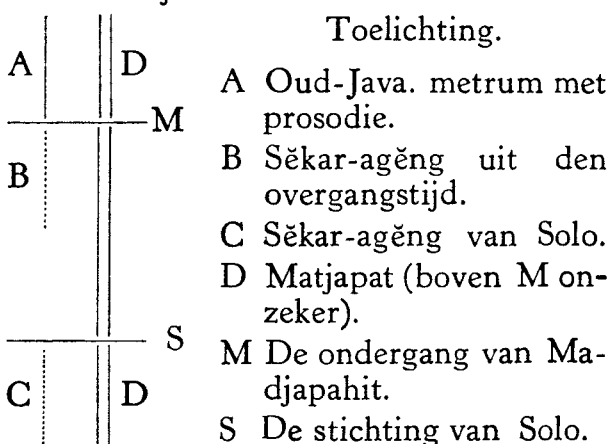 Toelichting.
A D
M
B
S
C D
A Oud-Java. metrum met
prosodie.
B Sĕkar-agĕng uit den
overgangstijd.
C Sĕkar-agĕng van Solo.
D Matjapat (boven M on-
zeker).
M De ondergang van Ma-
djapahit.
S De stichting van Solo.